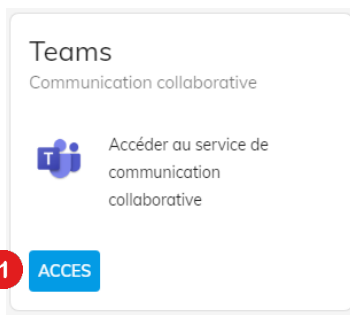 Teams
Communication collaborative
T
Accéder au service de
communication
collaborative
1
ACCES